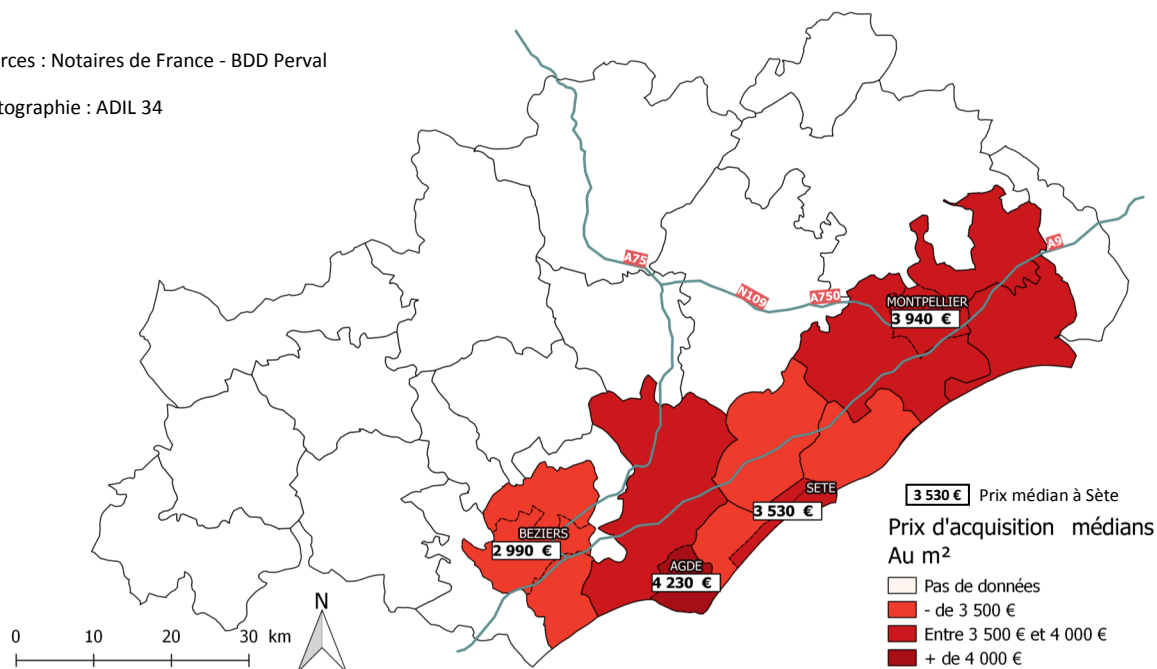 rces : Notaires de France - BDD Perval
tographie : ADIL 34
A75
N109
A750
A9
MONTPELLIER
3 940 €
SETE
3 530 €
BEZIERS
2 990 €
AGDE
4 230 €
3 530 € Prix médian à Sète
Prix d'acquisition médians
Au m²
Pas de données
- de 3 500 €
Entre 3 500 € et 4 000 €
+ de 4 000 €
N
0 10 20 30 km